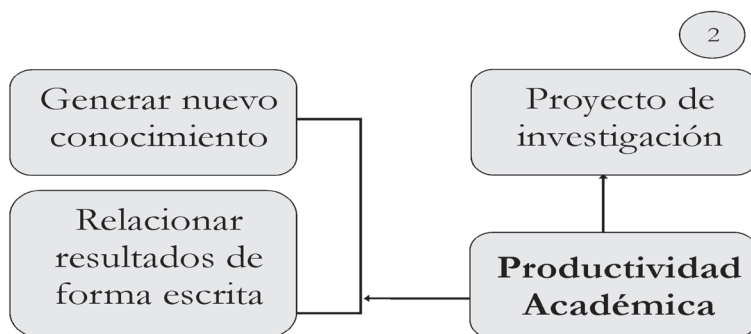 2
Generar nuevo
conocimiento
Proyecto de
investigación
Relacionar
resultados de
forma escrita
Productividad
Académica